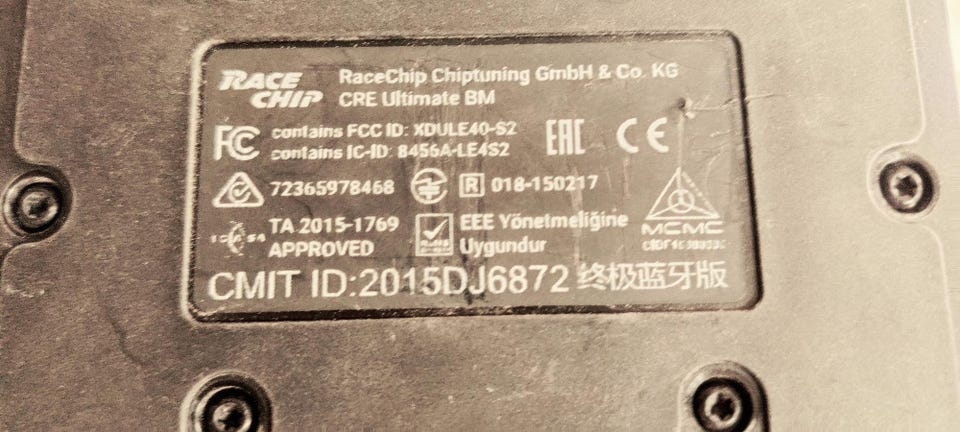 RACE CHIP
RaceChip Chiptuning GmbH & Co. KG
CRE Ultimate BM
FC contains FCC ID: XDULE40-S2
contains IC-ID: 8456A-LE4S2
EAC CE
72365978468
R 018-150217
TA 2015-1769
APPROVED
EEE Yönetmeliğine
Uygundur
MCMC
CMIT ID:2015DJ6872 终极蓝牙版